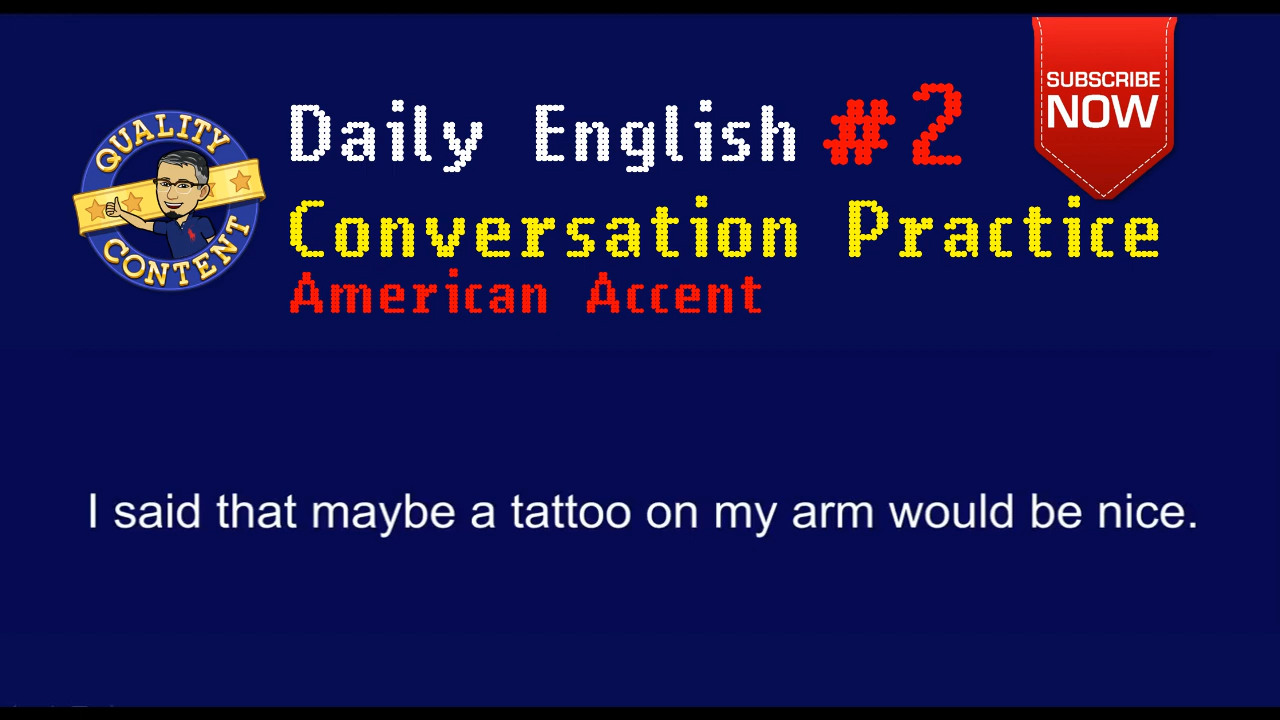 QUALITY
CONTENT
Daily English #2
SUBSCRIBE
NOW
Conversation Practice
American Accent
I said that maybe a tattoo on my arm would be nice.